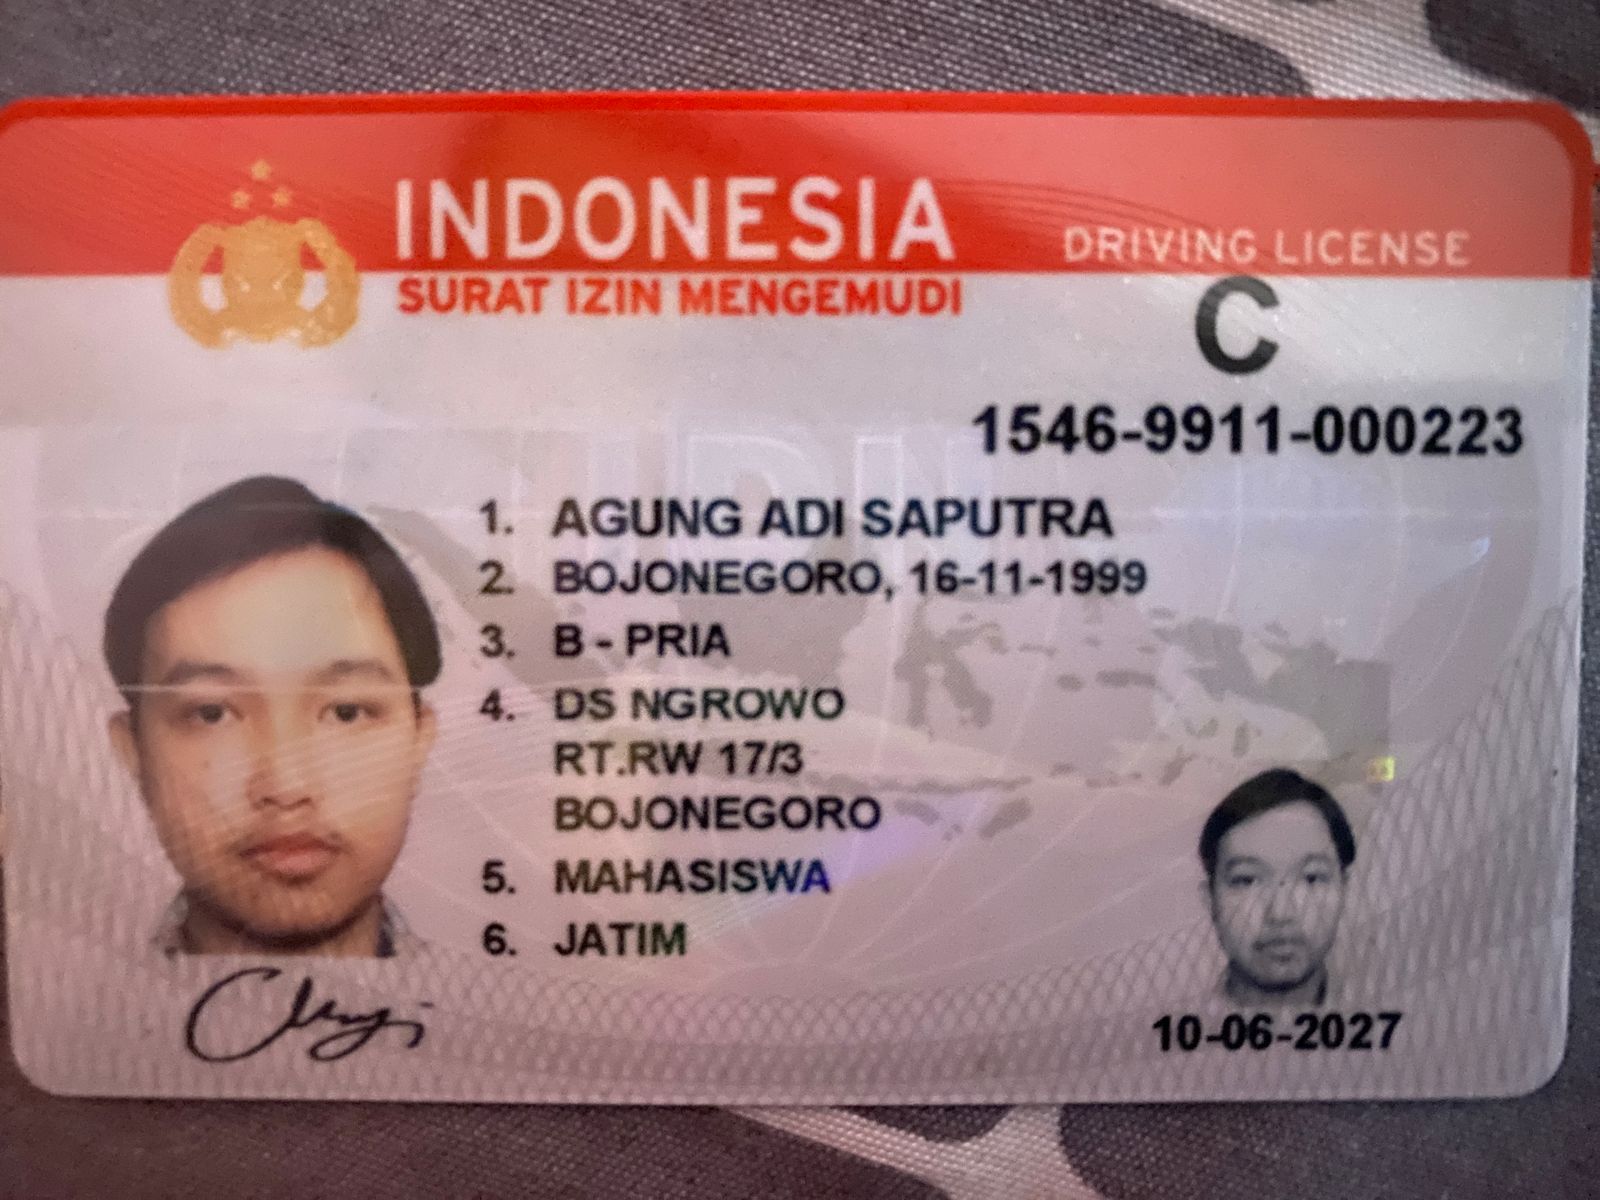 INDONESIA
DRIVING LICENSE
SURAT IZIN MENGEMUDI
C
1546-9911-000223
1. AGUNG ADI SAPUTRA
2. BOJONEGORO, 16-11-1999
3. B - PRIA
4. DS NGROWO
RT.RW 17/3
BOJONEGORO
5. MAHASISWA
6. JATIM
10-06-2027